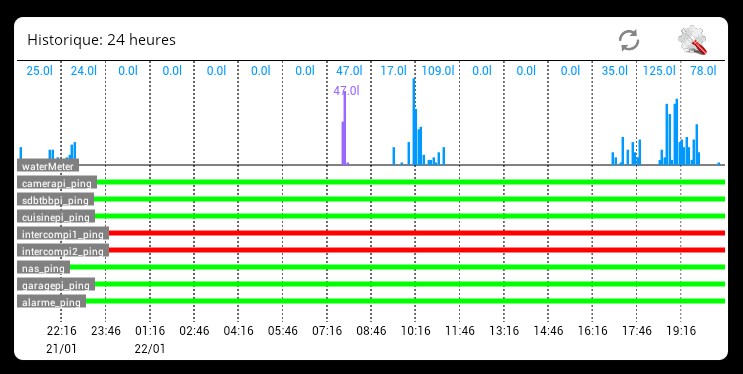 Historique: 24 heures
25.0l 24.0l 0.0l 0.0l 0.0l 0.0l 0.0l 47.0l 17.0l 109.0l 0.0l 0.0l 0.0l 35.0l 125.0l 78.0l
47.0l
waterMeter
camerapi_ping
sdbtbbpi_ping
cuisinepi_ping
intercompi1_ping
intercompi2_ping
nas_ping
garagepi_ping
alarme_ping
22:16 23:46 01:16 02:46 04:16 05:46 07:16 08:46 10:16 11:46 13:16 14:46 16:16 17:46 19:16
21/01 22/01